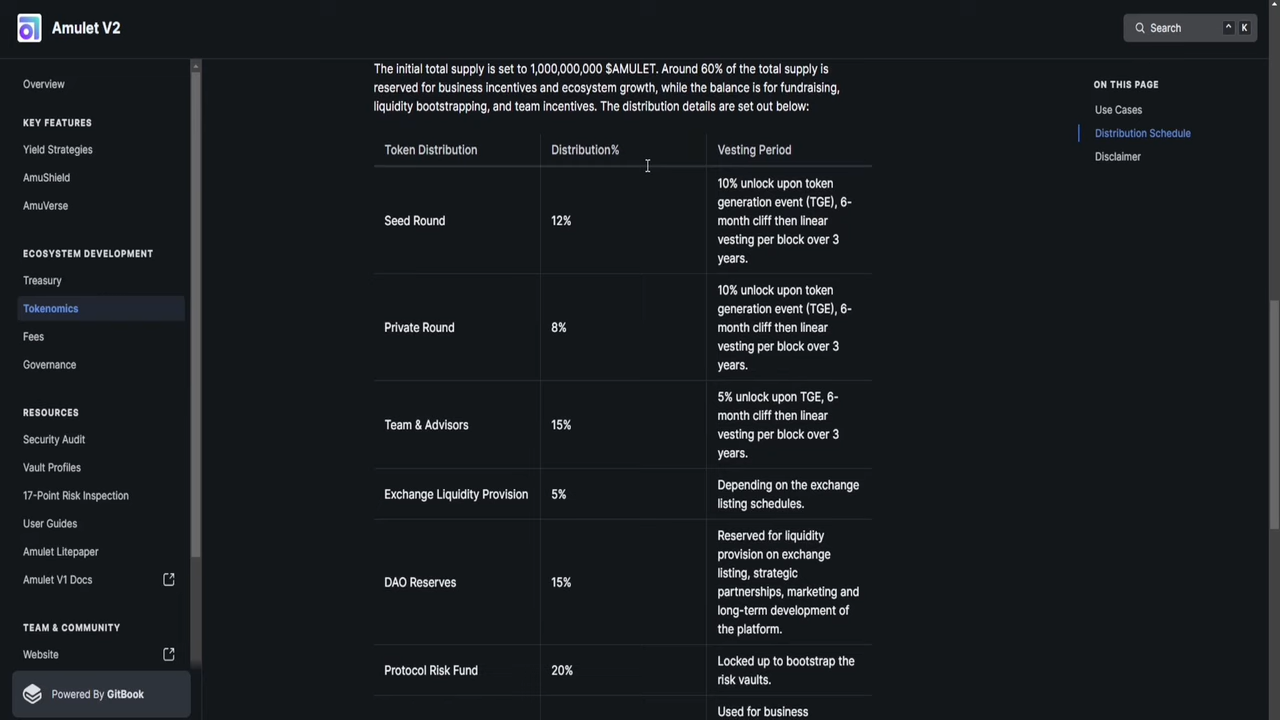 Amulet V2
Search
^
K
Overview
KEY FEATURES
Yield Strategies
AmuShield
AmuVerse
ECOSYSTEM DEVELOPMENT
Treasury
Tokenomics
Fees
Governance
RESOURCES
Security Audit
Vault Profiles
17-Point Risk Inspection
User Guides
Amulet Litepaper
Amulet V1 Docs
TEAM & COMMUNITY
Website
Powered By GitBook
The initial total supply is set to 1,000,000,000 $AMULET. Around 60% of the total supply is
reserved for business incentives and ecosystem growth, while the balance is for fundraising,
liquidity bootstrapping, and team incentives. The distribution details are set out below:
Token Distribution
Distribution%
Vesting Period
Seed Round
12%
10% unlock upon token
generation event (TGE), 6-
month cliff then linear
vesting per block over 3
years.
Private Round
8%
10% unlock upon token
generation event (TGE), 6-
month cliff then linear
vesting per block over 3
years.
Team & Advisors
15%
5% unlock upon TGE, 6-
month cliff then linear
vesting per block over 3
years.
Exchange Liquidity Provision
5%
Depending on the exchange
listing schedules.
DAO Reserves
15%
Reserved for liquidity
provision on exchange
listing, strategic
partnerships, marketing and
long-term development of
the platform.
Protocol Risk Fund
20%
Locked up to bootstrap the
risk vaults.
Used for business
ON THIS PAGE
Use Cases
Distribution Schedule
Disclaimer